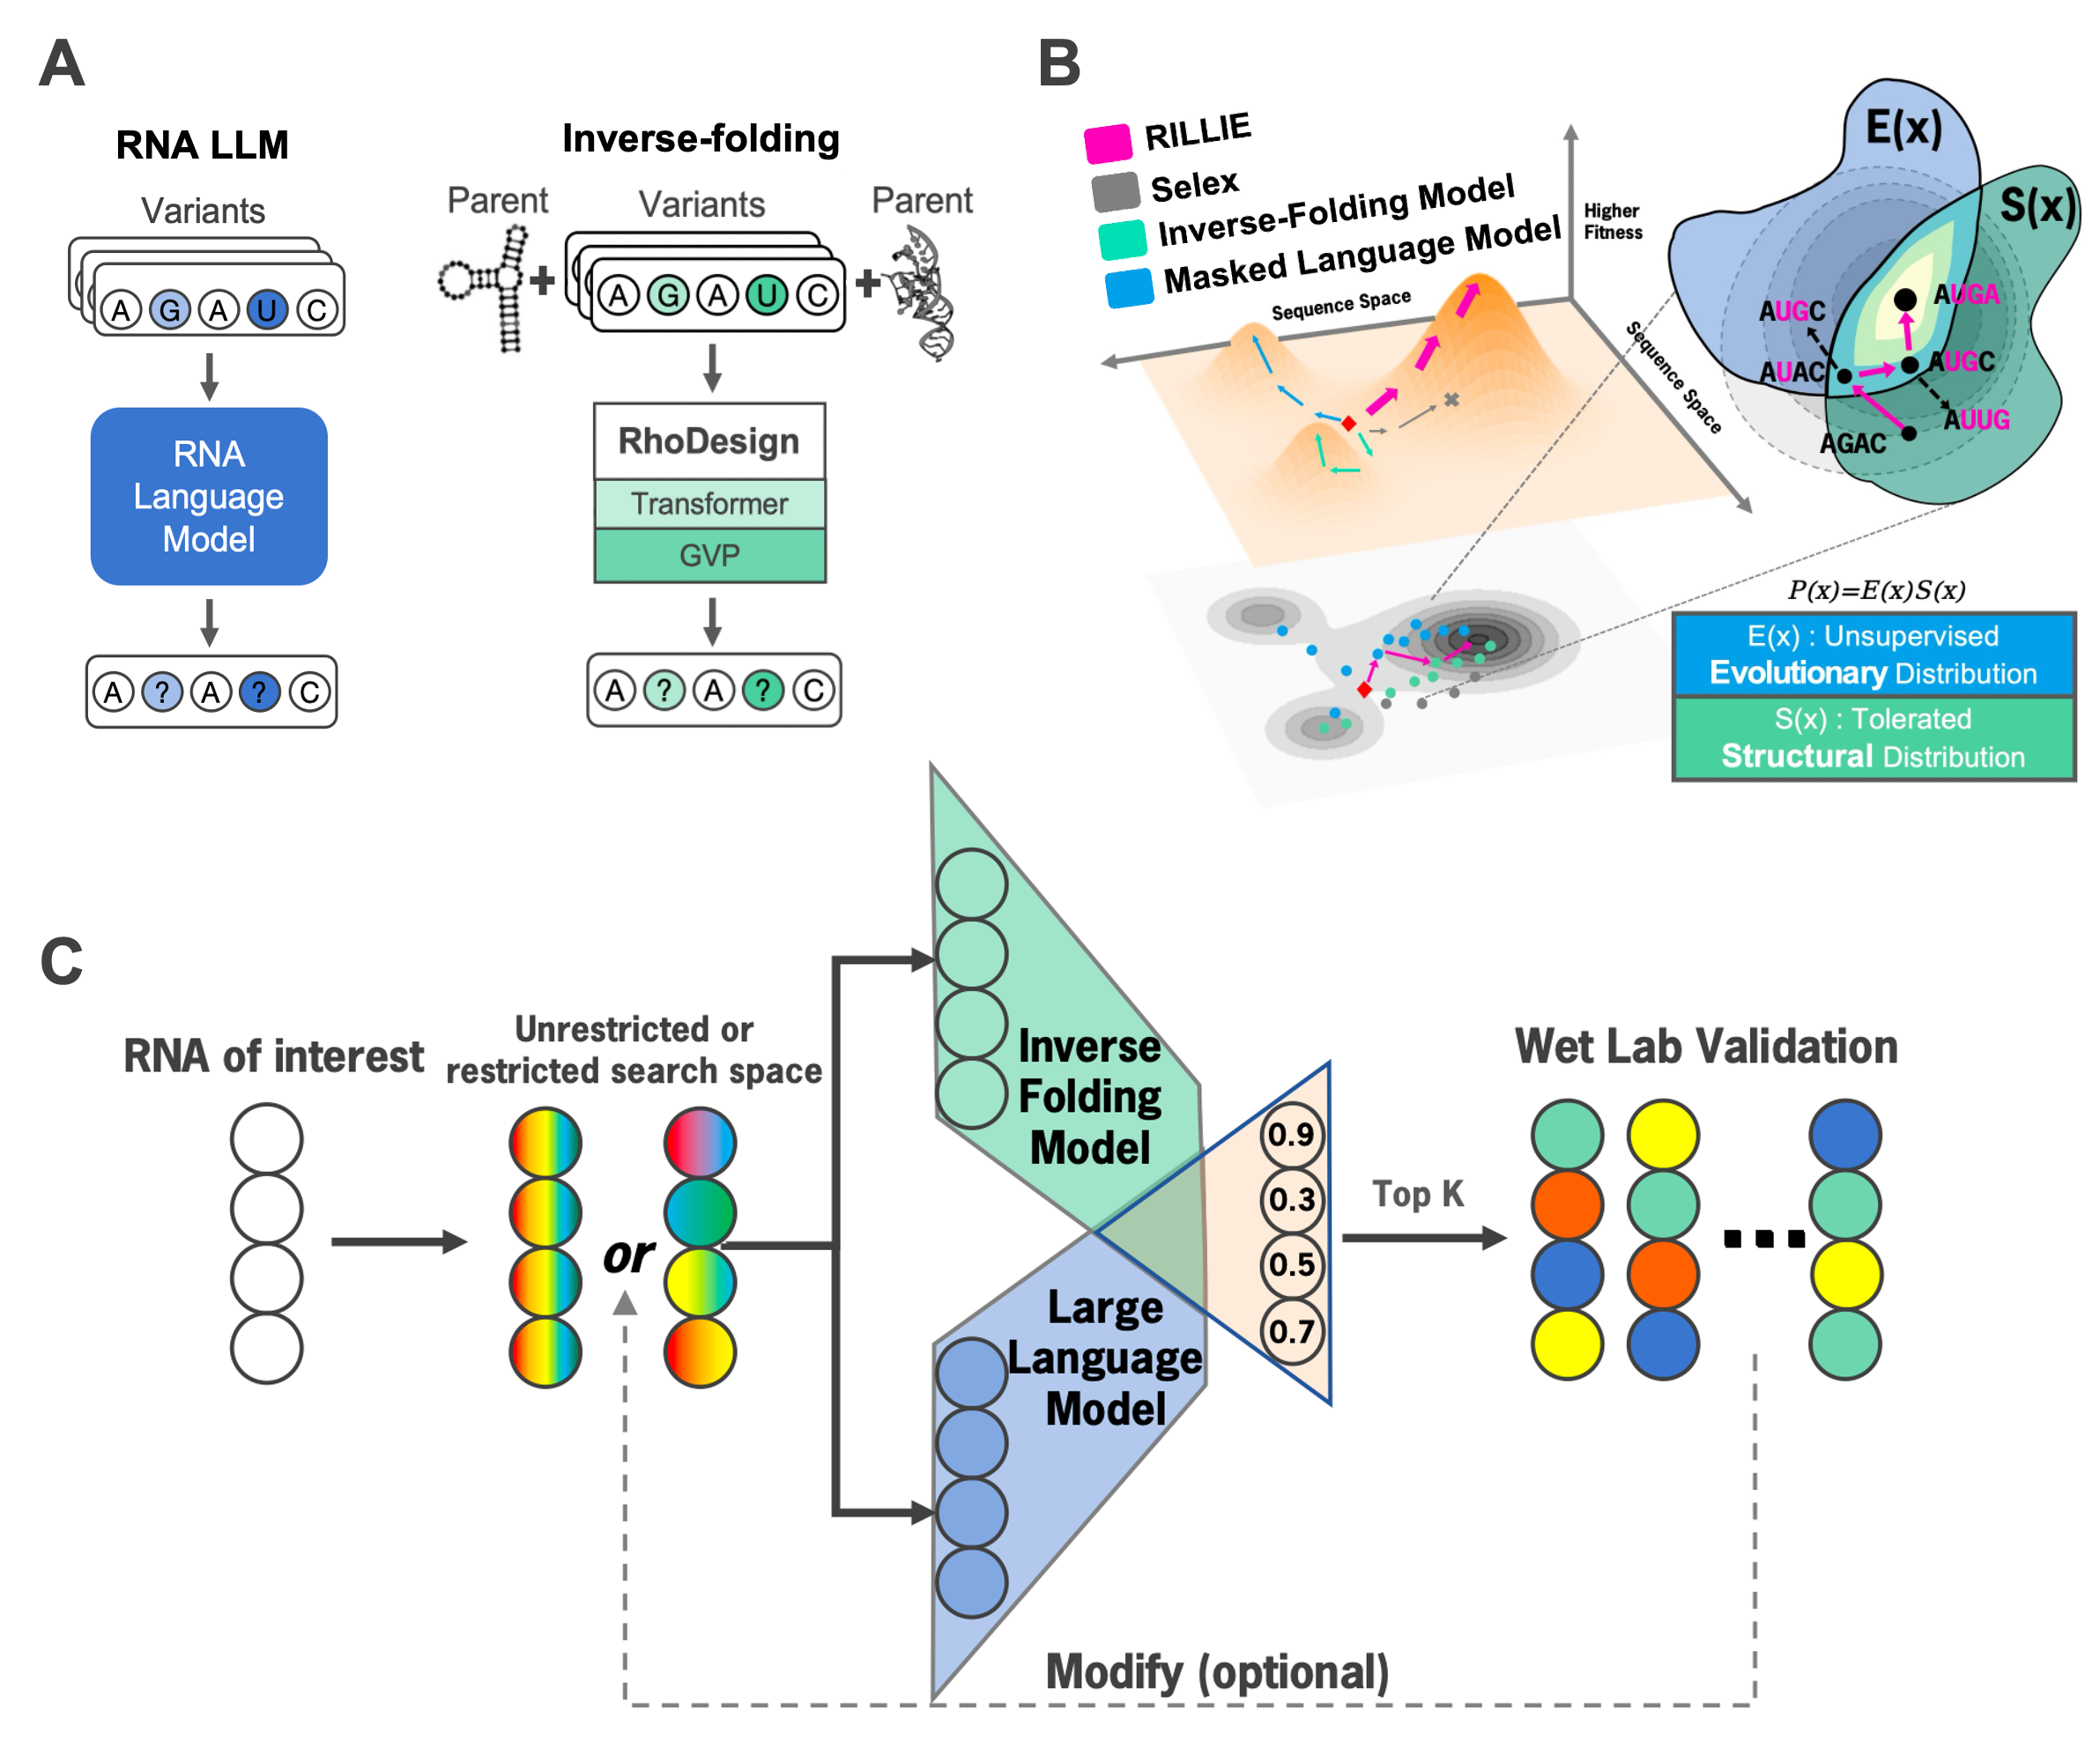 A
RNA LLM
Variants
A G A U C
RNA
Language
Model
A ? A ? C
Inverse-folding
Parent
Variants
Parent
+
A G A U C
+
RhoDesign
Transformer
GVP
A ? A ? C
B
RILLIE
Selex
Inverse-Folding Model
Masked Language Model
Higher
Fitness
Sequence Space
Sequence Space
E(x)
S(x)
AUGA
AUGC
AUAC
AUGC
AUUG
AGAC
P(x)=E(x)S(x)
E(x) : Unsupervised
Evolutionary Distribution
S(x) : Tolerated
Structural Distribution
C
RNA of interest
Unrestricted or
restricted search space
or
Inverse
Folding
Model
Large
Language
Model
0.9
0.3
0.5
0.7
Top K
Wet Lab Validation
Modify (optional)